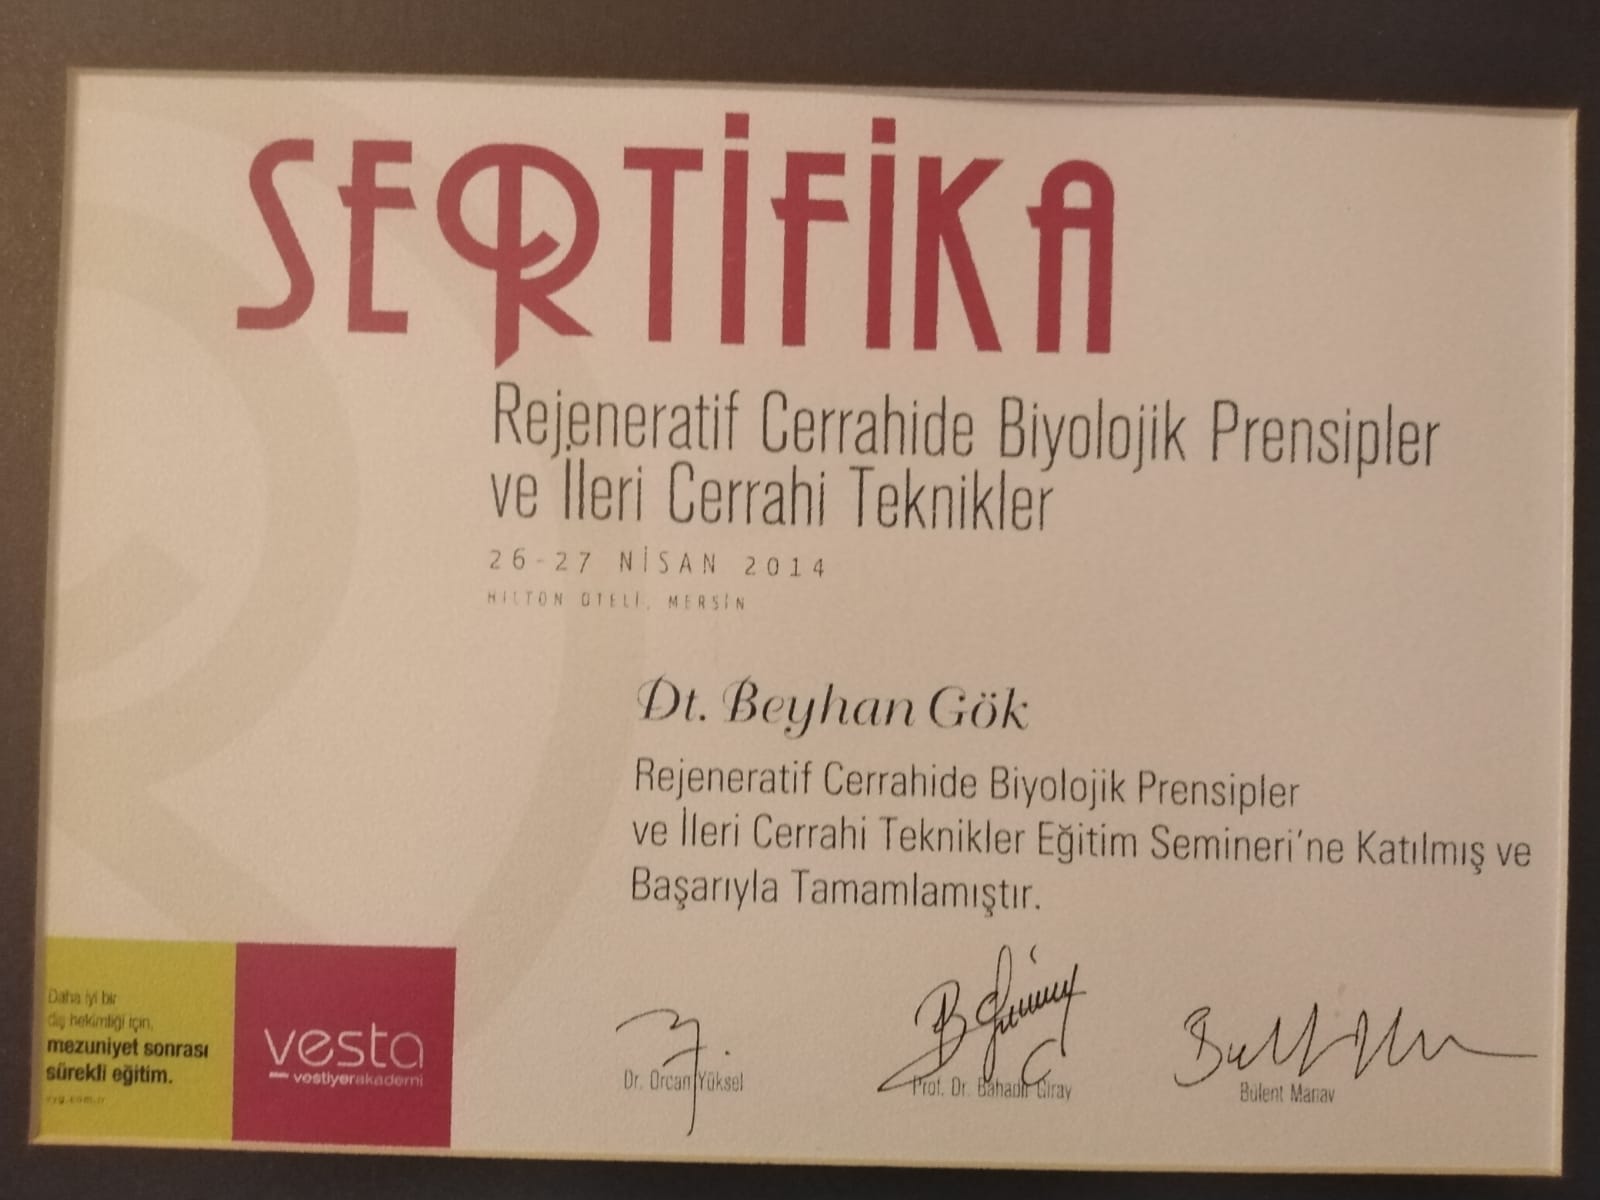 SERTİFİKA
Rejeneratif Cerrahide Biyolojik Prensipler
ve İleri Cerrahi Teknikler
26-27 NİSAN 2014
HILTON OTELİ, MERSİN
Dt. Beyhan Gök
Rejeneratif Cerrahide Biyolojik Prensipler
ve İleri Cerrahi Teknikler Eğitim Semineri'ne Katılmış ve
Başarıyla Tamamlamıştır.
Dr. Orcan Yüksel
Prof. Dr. Bahadır Giray
Bülent Manav
Daha iyi bir
diş hekimliği için,
mezuniyet sonrası
sürekli eğitim.
vesta
vestiyerakademi